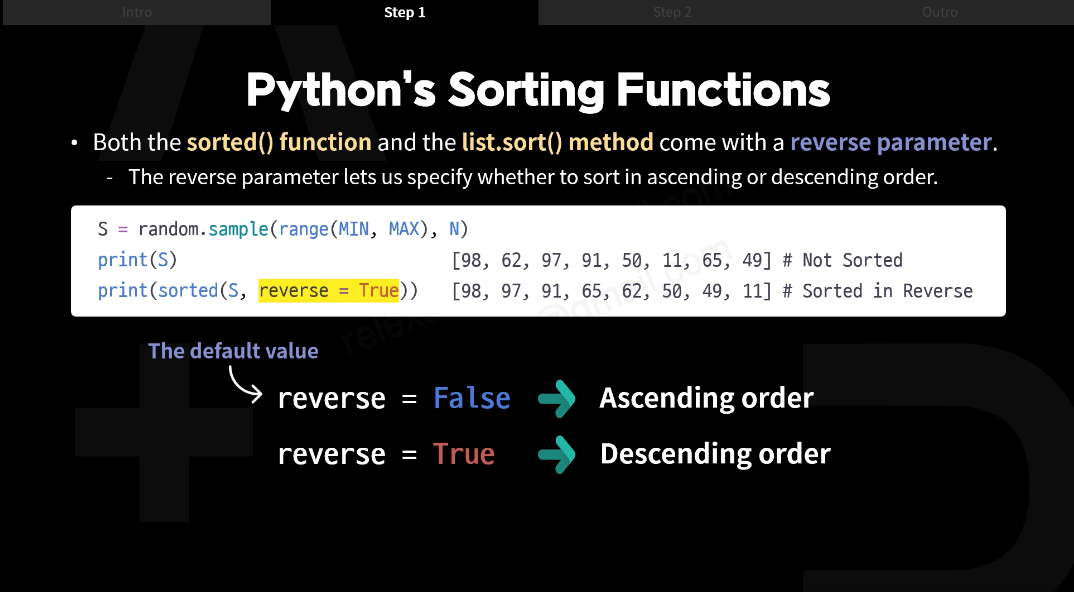 Intro Step 1 Step 2 Outro
Python's Sorting Functions
• Both the sorted() function and the list.sort() method come with a reverse parameter.
- The reverse parameter lets us specify whether to sort in ascending or descending order.
S = random.sample(range(MIN, MAX), N)
print(S) [98, 62, 97, 91, 50, 11, 65, 49] # Not Sorted
print(sorted(S, reverse = True)) [98, 97, 91, 65, 62, 50, 49, 11] # Sorted in Reverse
The default value
reverse = False Ascending order
reverse = True Descending order